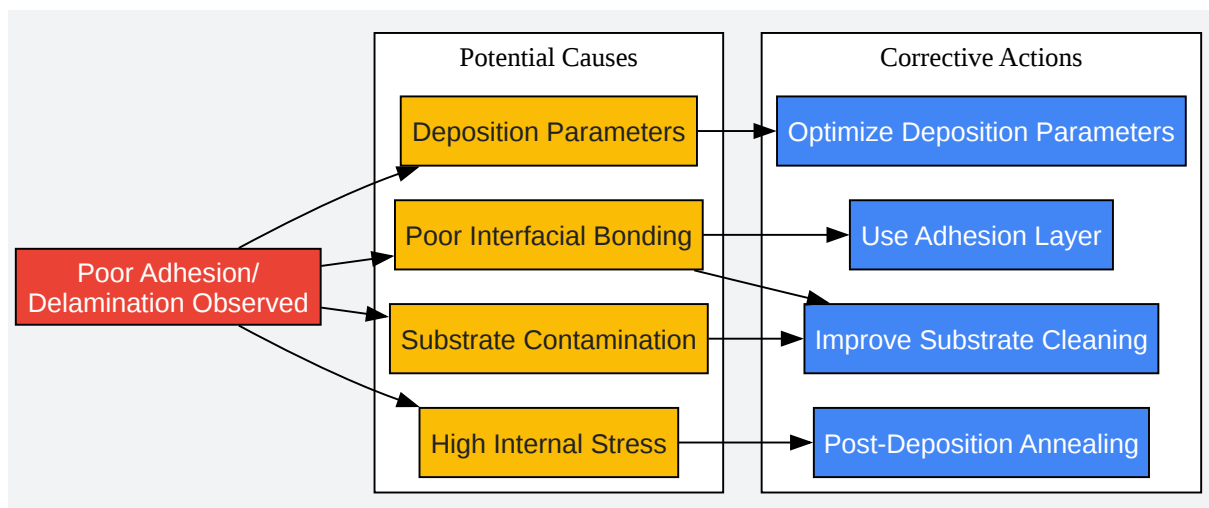 Potential Causes
Corrective Actions
Deposition Parameters
Optimize Deposition Parameters
Poor Interfacial Bonding
Use Adhesion Layer
Poor Adhesion/
Delamination Observed
Substrate Contamination
Improve Substrate Cleaning
High Internal Stress
Post-Deposition Annealing